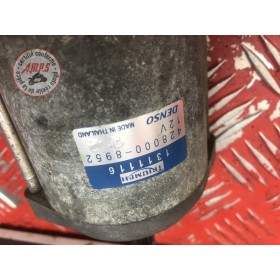 TRIUMPH
1311116
428000-8952
12V
DENSO MADE IN THAILAND
A.M.P.S